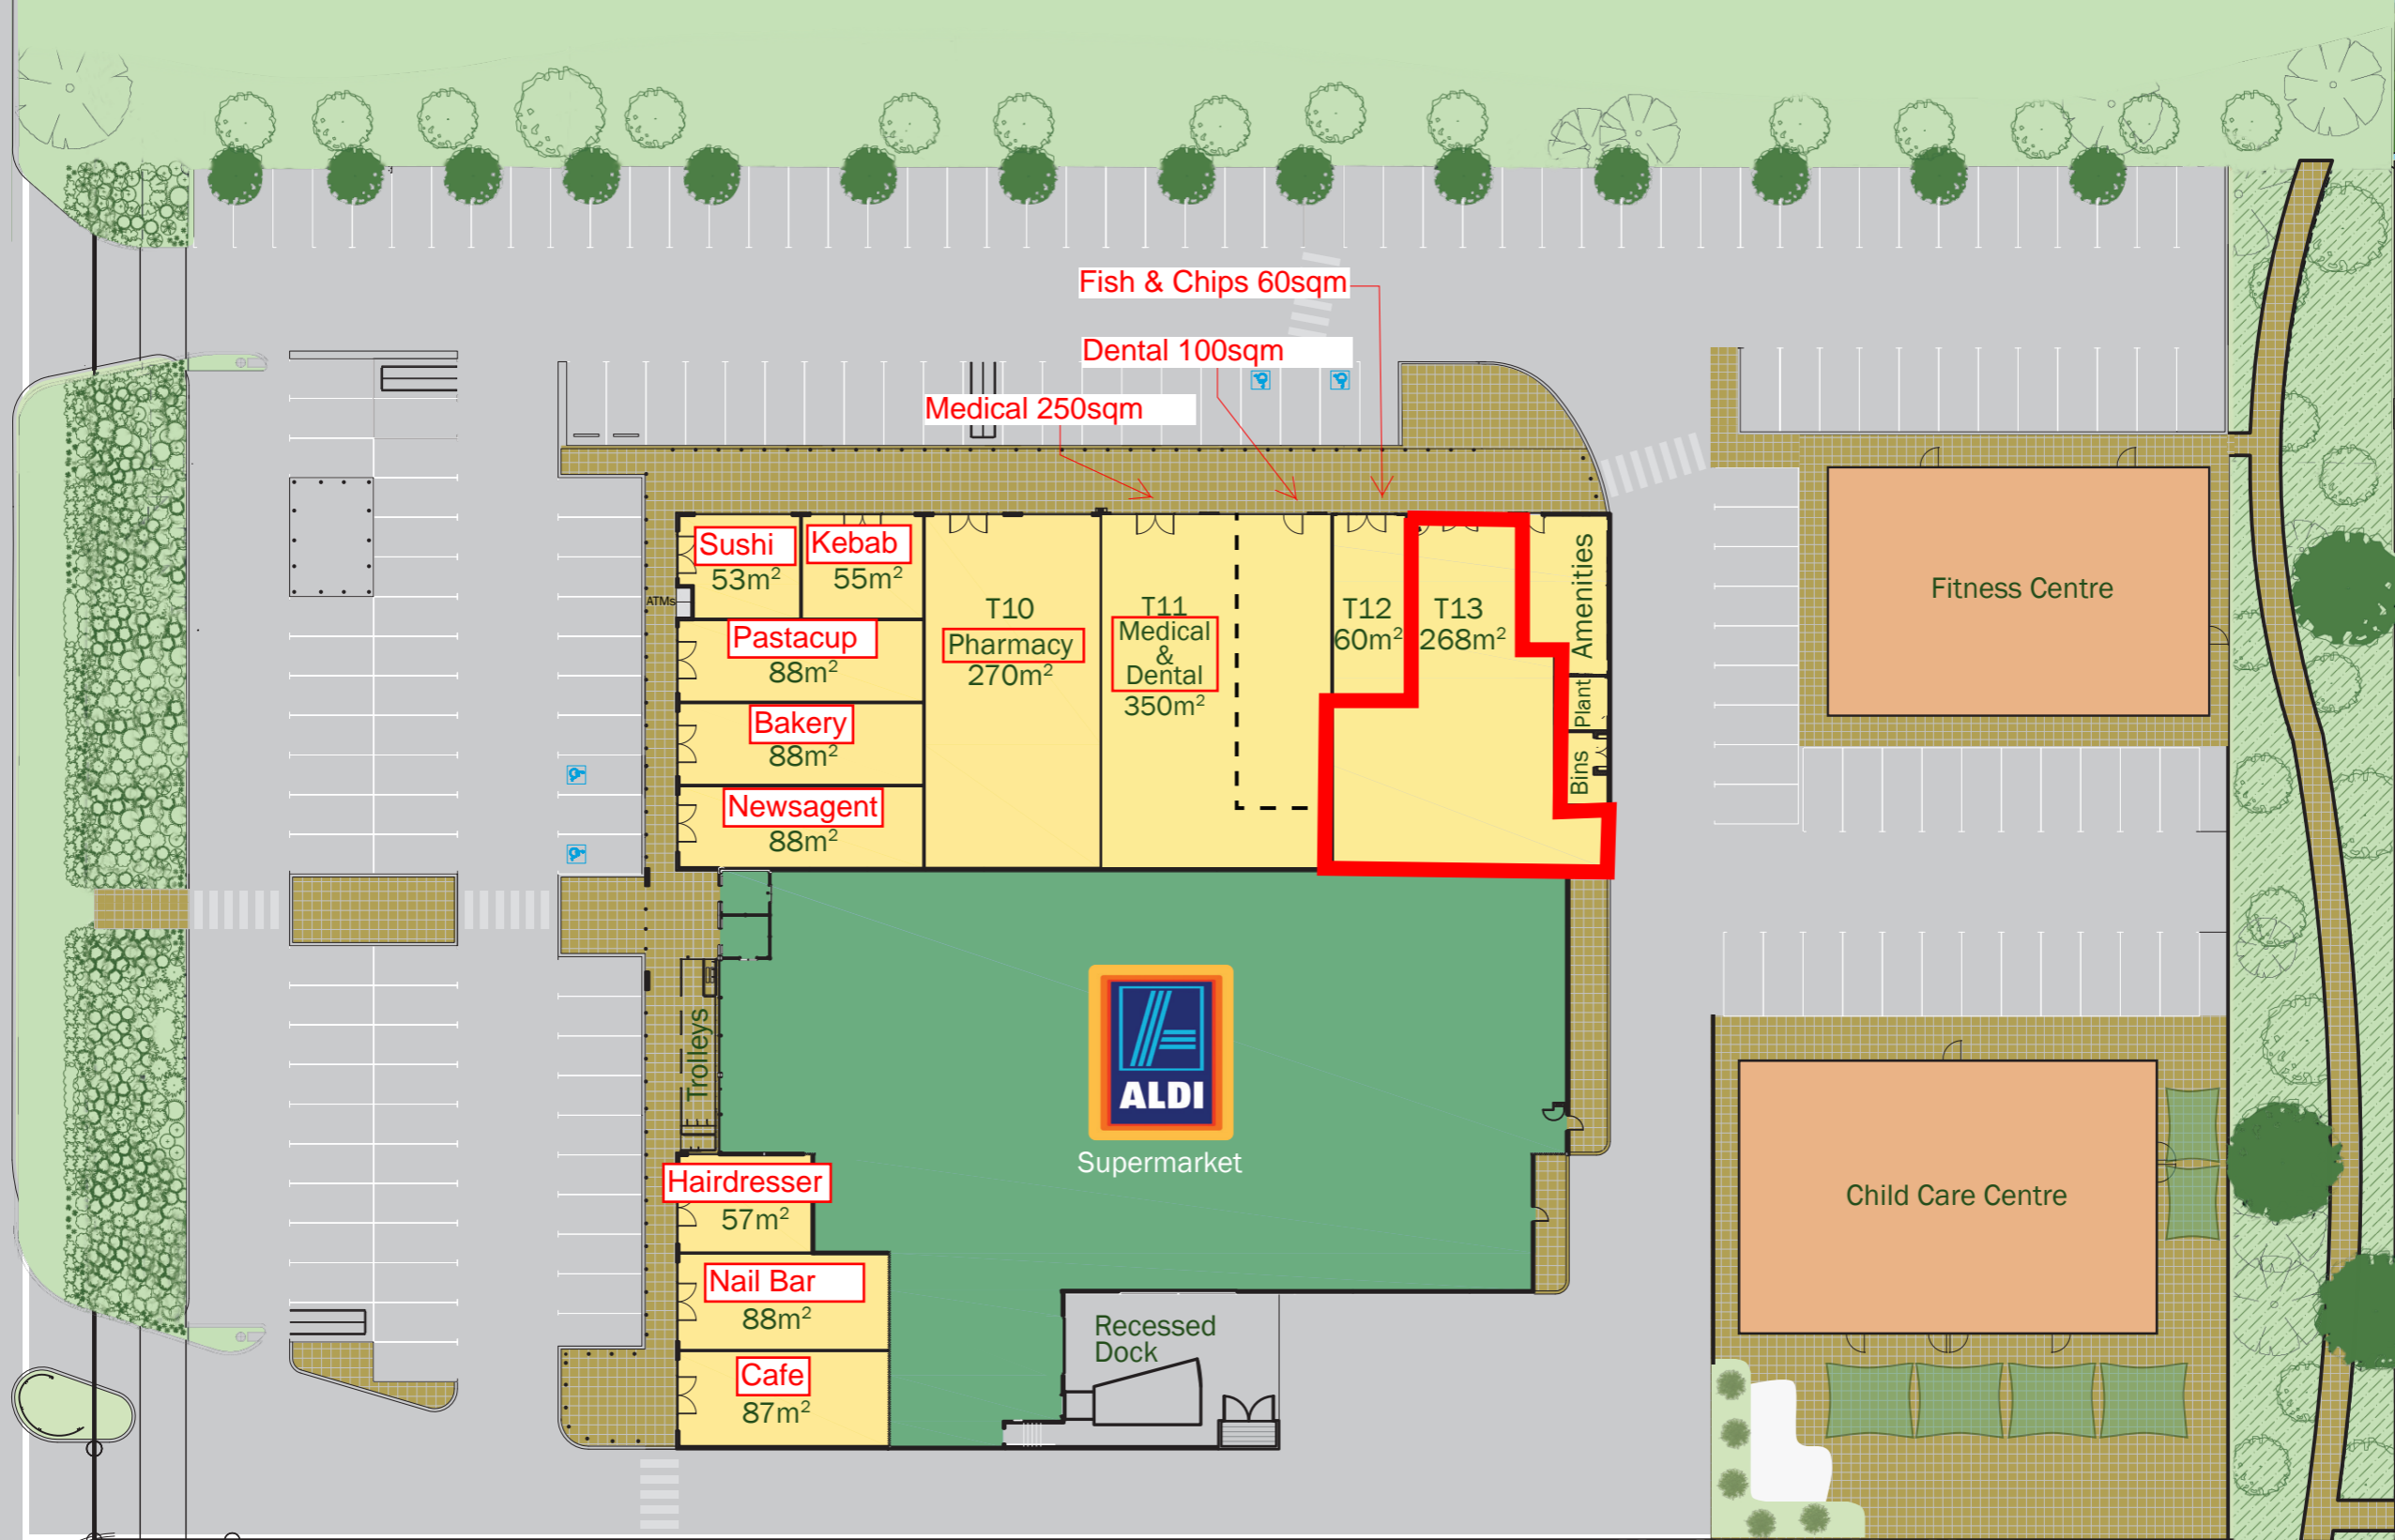 Fish & Chips 60sqm
Dental 100sqm
Medical 250sqm
Sushi
53m²
Kebab
55m²
ATMs
Pastacup
88m²
Bakery
88m²
Newsagent
88m²
T10
Pharmacy
270m²
T11
Medical
&
Dental
350m²
T12
60m²
T13
268m²
Amenities
Plant
Bins
Fitness Centre
Trolleys
ALDI
Supermarket
Hairdresser
57m²
Nail Bar
88m²
Cafe
87m²
Recessed
Dock
Child Care Centre